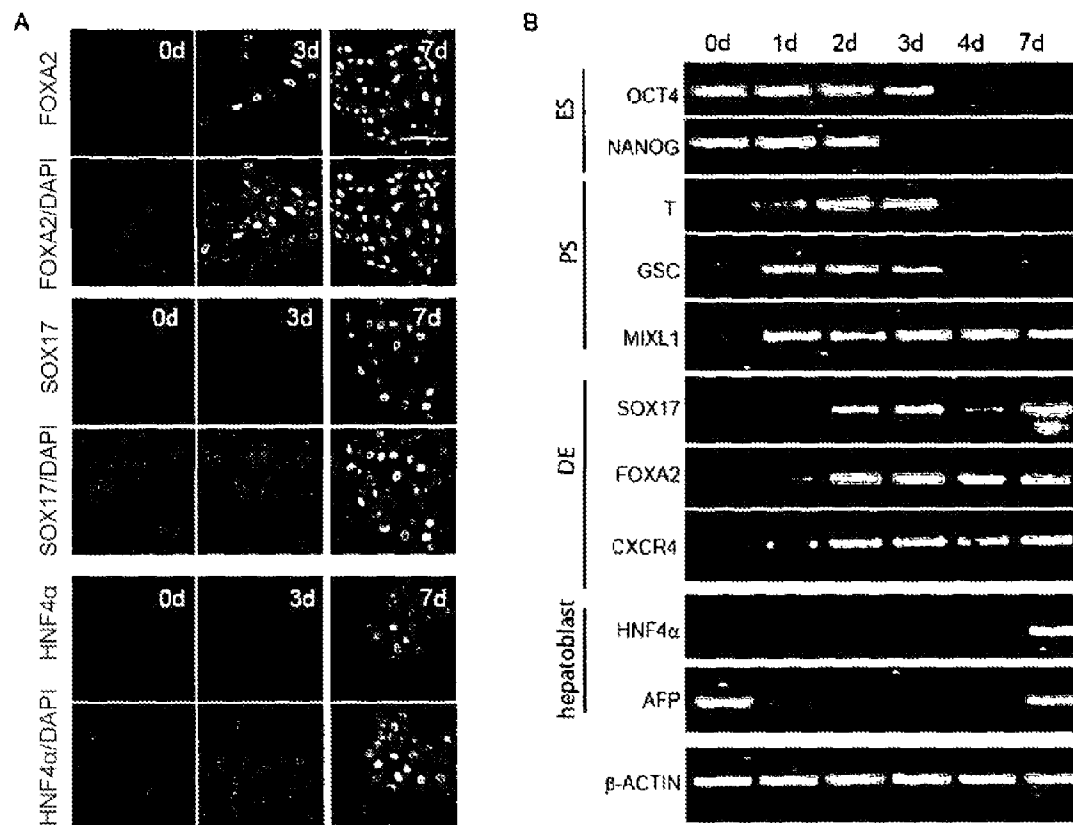 A
0d 3d 7d
FOXA2
FOXA2/DAPI
0d 3d 7d
SOX17
SOX17/DAPI
0d 3d 7d
HNF4α
HNF4α/DAPI
B
0d 1d 2d 3d 4d 7d
ES
OCT4
NANOG
PS
T
GSC
MIXL1
DE
SOX17
FOXA2
CXCR4
hepatoblast
HNF4α
AFP
β-ACTIN